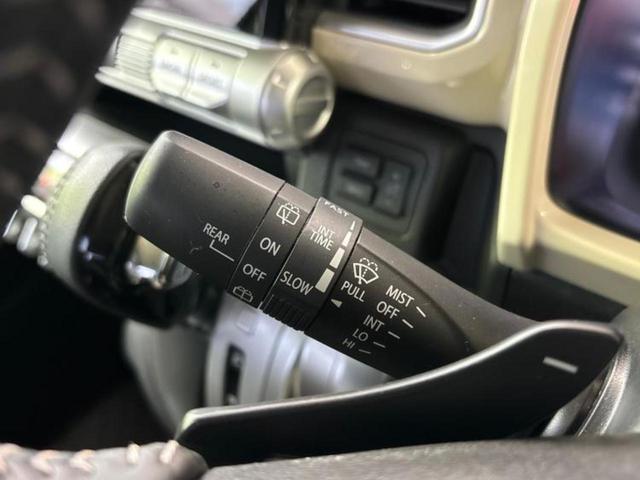 REAR
ON
OFF
FAST
INT
TIME
SLOW
PULL
MIST
OFF
INT
LO
HI